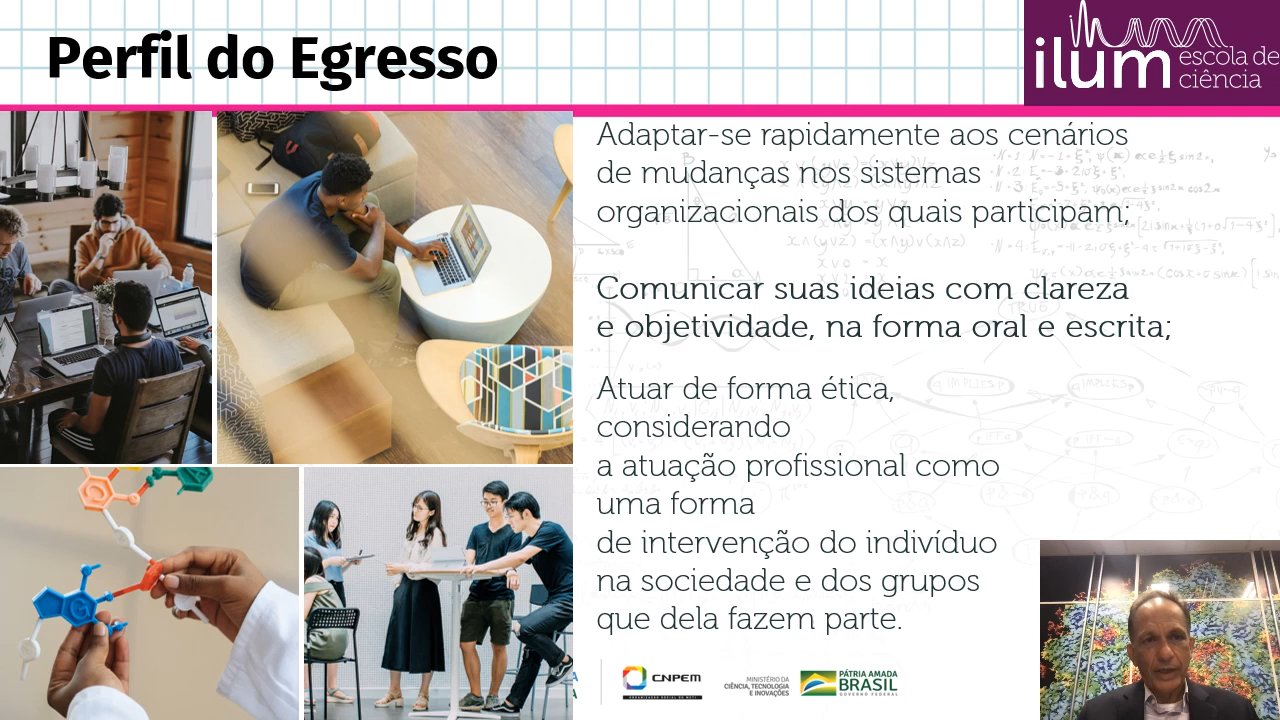 Perfil do Egresso
ilum
escola de
ciência
Adaptar-se rapidamente aos cenários
de mudanças nos sistemas
organizacionais dos quais participam;
Comunicar suas ideias com clareza
e objetividade, na forma oral e escrita;
Atuar de forma ética,
considerando
a atuação profissional como
uma forma
de intervenção do indivíduo
na sociedade e dos grupos
que dela fazem parte.
CNPEM
MINISTÉRIO DA
CIÊNCIA, TECNOLOGIA
E INOVAÇÕES
PÁTRIA AMADA
BRASIL
GOVERNO FEDERAL